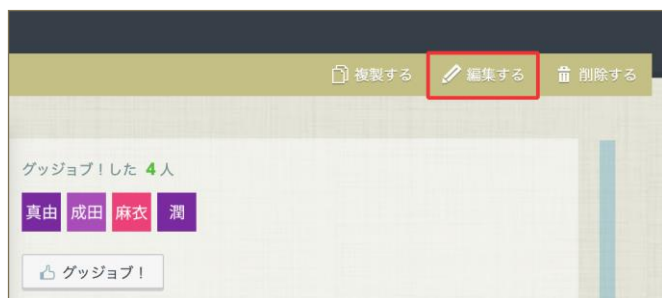 複製する 編集する 削除する
グッジョブ！した 4 人
真由 成田 麻衣 潤
グッジョブ！